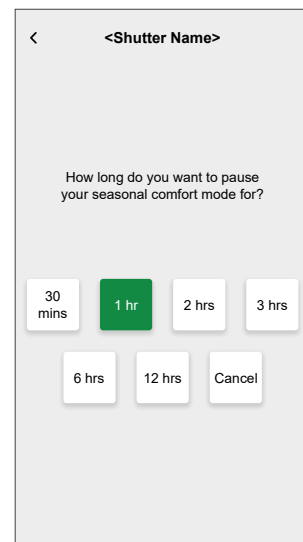 <Shutter Name>
How long do you want to pause
your seasonal comfort mode for?
30
mins
1 hr
2 hrs
3 hrs
6 hrs
12 hrs
Cancel